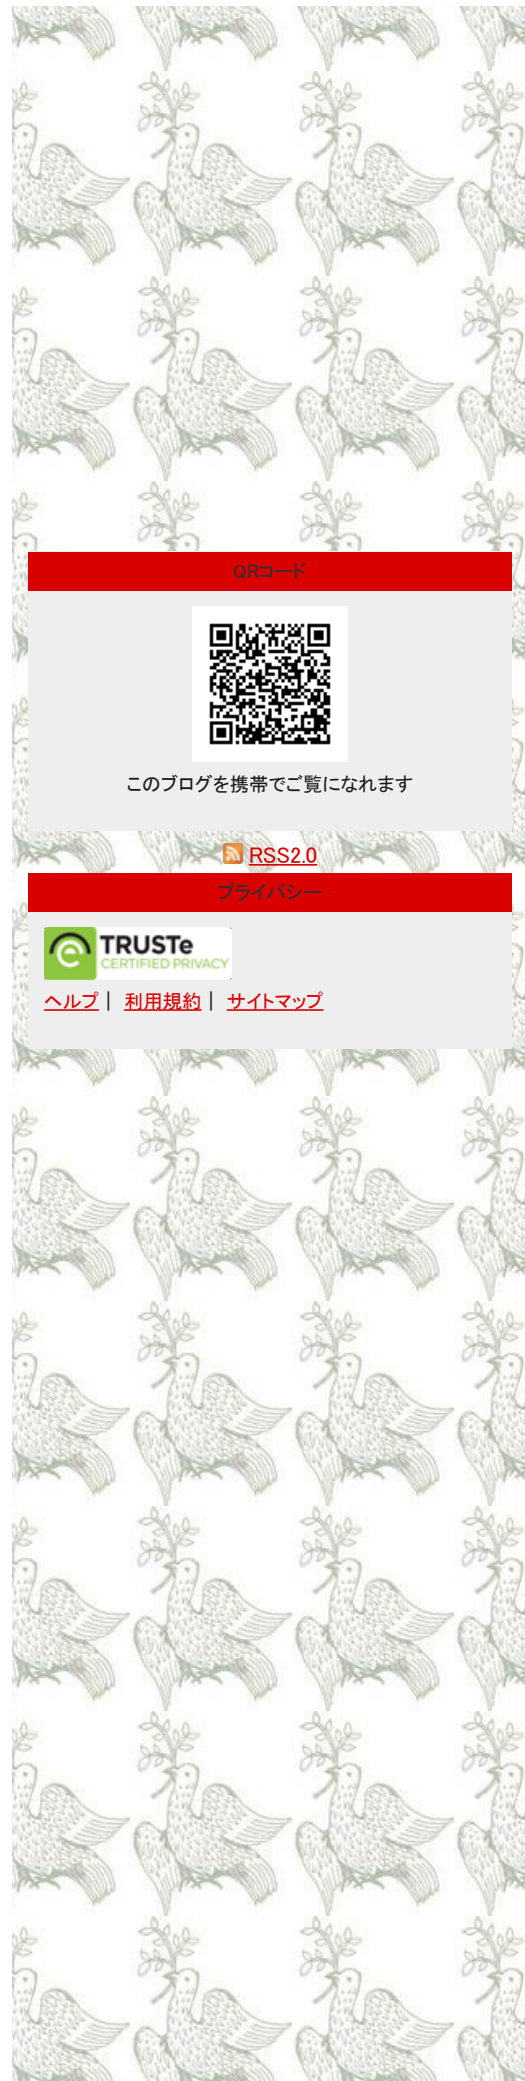 QRコード
このブログを携帯でご覧になれます
RSS2.0
プライバシー
TRUSTe
CERTIFIED PRIVACY
ヘルプ | 利用規約 | サイトマップ